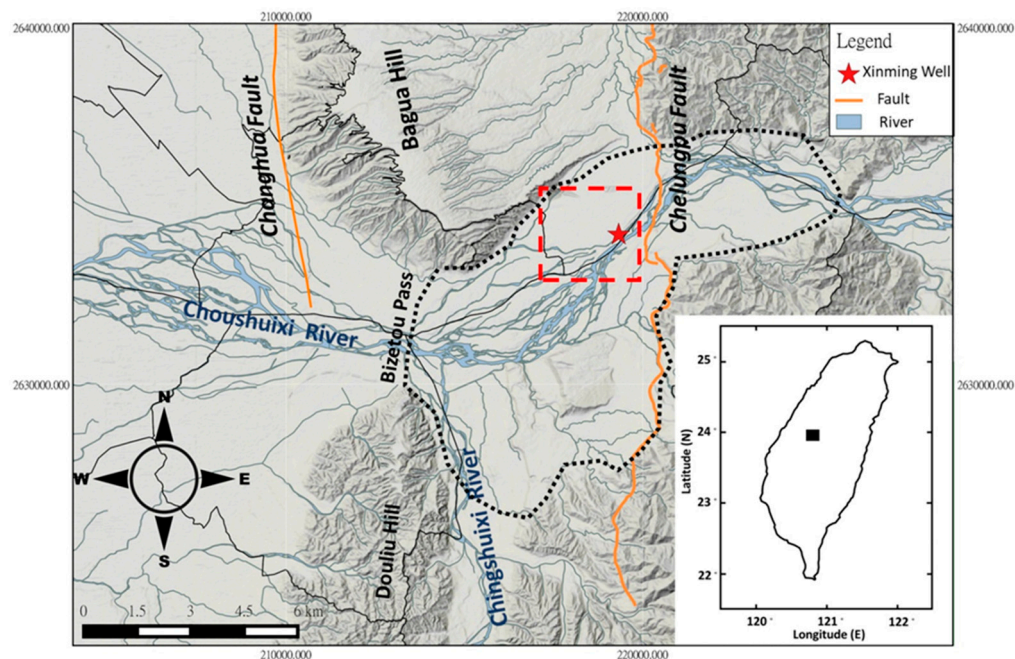 210000.000
220000.000
2640000.000
2640000.000
Legend
Xinming Well
Fault
River
Changhua Fault
Bagua Hill
Chelungpu Fault
Choushuixi River
Bizetou Pass
2630000.000
2630000.000
N
W
E
S
Douliu Hill
Chingshuixi River
0 1.5 3 4.5 6 km
210000.000
220000.000
Latitude (N)
25˚
24˚
23˚
22˚
120˚ 121˚ 122˚
Longitude (E)